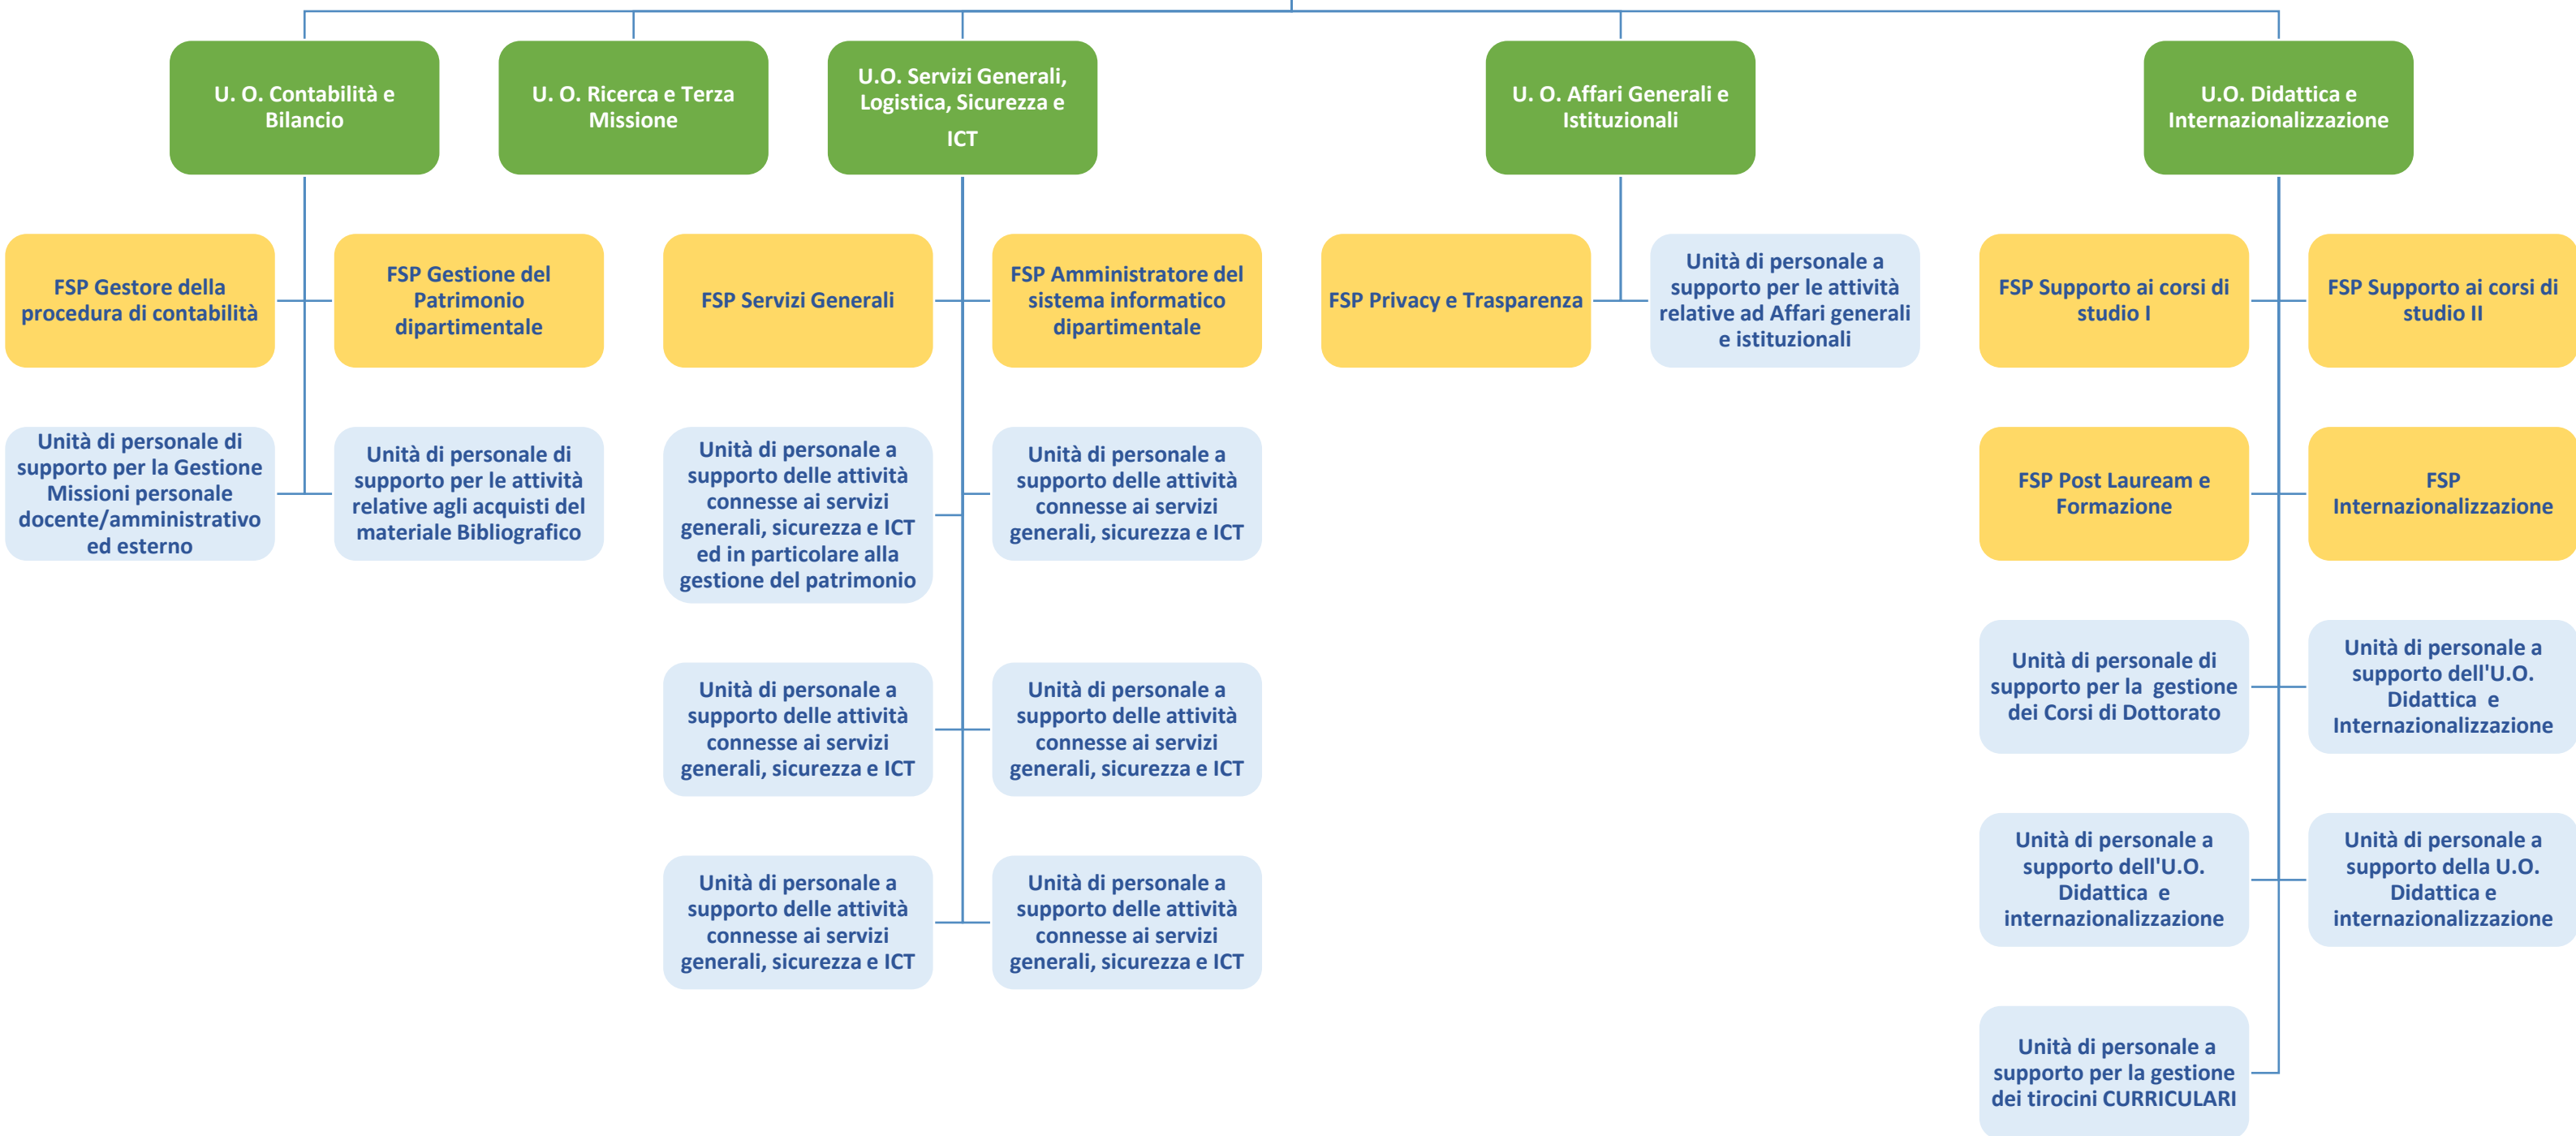 U. O. Contabilità e
Bilancio
U. O. Ricerca e Terza
Missione
U.O. Servizi Generali,
Logistica, Sicurezza e
ICT
U. O. Affari Generali e
Istituzionali
U.O. Didattica e
Internazionalizzazione
FSP Gestore della
procedura di contabilità
FSP Gestione del
Patrimonio
dipartimentale
FSP Servizi Generali
FSP Amministratore del
sistema informatico
dipartimentale
FSP Privacy e Trasparenza
Unità di personale a
supporto per le attività
relative ad Affari generali
e istituzionali
FSP Supporto ai corsi di
studio I
FSP Supporto ai corsi di
studio II
Unità di personale di
supporto per la Gestione
Missioni personale
docente/amministrativo
ed esterno
Unità di personale di
supporto per le attività
relative agli acquisti del
materiale Bibliografico
Unità di personale a
supporto delle attività
connesse ai servizi
generali, sicurezza e ICT
ed in particolare alla
gestione del patrimonio
Unità di personale a
supporto delle attività
connesse ai servizi
generali, sicurezza e ICT
FSP Post Lauream e
Formazione
FSP
Internazionalizzazione
Unità di personale a
supporto delle attività
connesse ai servizi
generali, sicurezza e ICT
Unità di personale a
supporto delle attività
connesse ai servizi
generali, sicurezza e ICT
Unità di personale di
supporto per la  gestione
dei Corsi di Dottorato
Unità di personale a
supporto dell'U.O.
Didattica  e
Internazionalizzazione
Unità di personale a
supporto delle attività
connesse ai servizi
generali, sicurezza e ICT
Unità di personale a
supporto delle attività
connesse ai servizi
generali, sicurezza e ICT
Unità di personale a
supporto dell'U.O.
Didattica  e
internazionalizzazione
Unità di personale a
supporto della U.O.
Didattica e
internazionalizzazione
Unità di personale a
supporto per la gestione
dei tirocini CURRICULARI